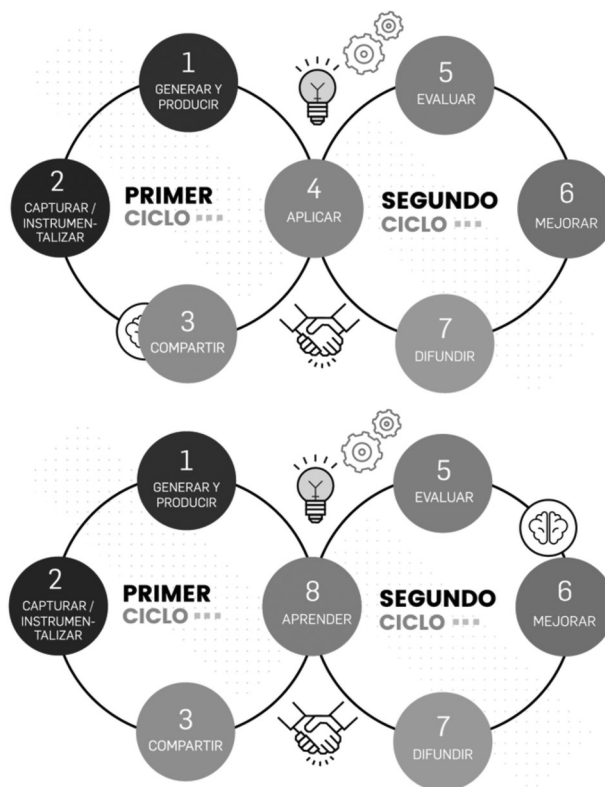 1
GENERAR Y
PRODUCIR
2
CAPTURAR /
INSTRUMEN-
TALIZAR
PRIMER
CICLO
3
COMPARTIR
4
APLICAR
5
EVALUAR
SEGUNDO
CICLO
6
MEJORAR
7
DIFUNDIR
1
GENERAR Y
PRODUCIR
2
CAPTURAR /
INSTRUMEN-
TALIZAR
PRIMER
CICLO
3
COMPARTIR
8
APRENDER
5
EVALUAR
SEGUNDO
CICLO
6
MEJORAR
7
DIFUNDIR